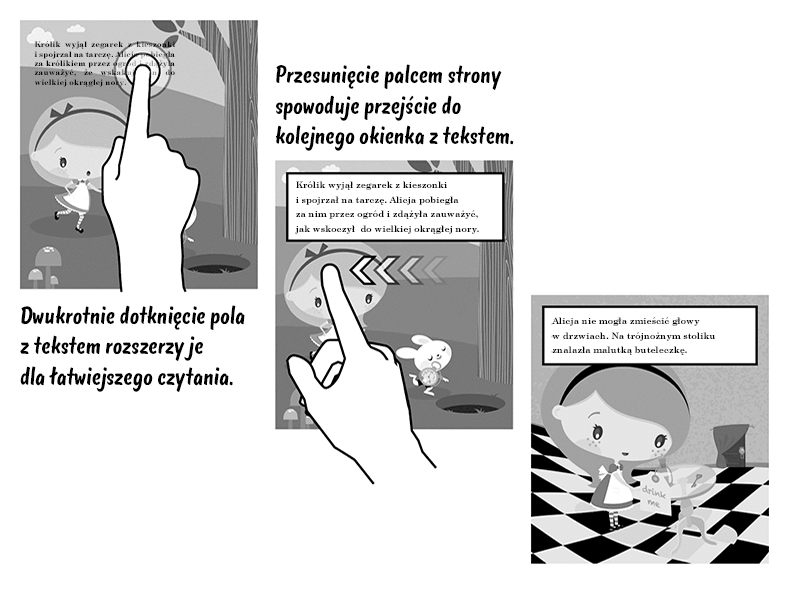 Królik wyjął zegarek z kieszonki
i spojrzał na tarczę. Alicja pobiegła
za królikiem przez ogród i zdążyła
zauważyć, że do
wielkiej okrągłej nory.
Dwukrotnie dotknięcie pola
z tekstem rozszerzy je
dla łatwiejszego czytania.
Przesunięcie palcem strony
spowoduje przejście do
kolejnego okienka z tekstem.
Królik wyjął zegarek z kieszonki
i spojrzał na tarczę. Alicja pobiegła
za nim przez ogród i zdążyła zauważyć,
jak wskoczył do wielkiej okrągłej nory.
Alicja nie mogła zmieścić głowy
w drzwiach. Na trójnożnym stoliku
znalazła malutką buteleczkę.
drink
me